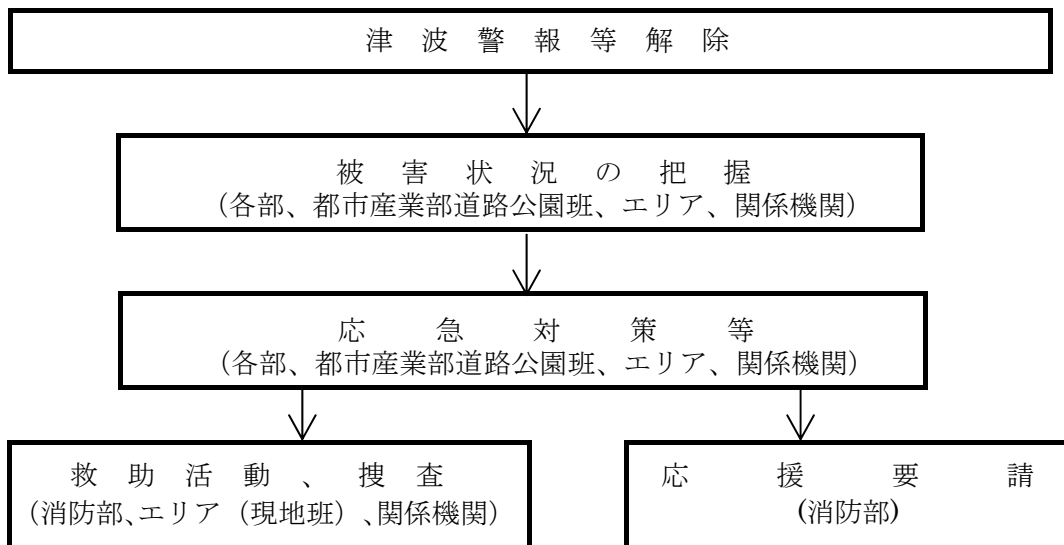 津波警報等解除
被害状況の把握
（各部、都市産業部道路公園班、エリア、関係機関）
応急対策等
（各部、都市産業部道路公園班、エリア、関係機関）
救助活動、捜査
（消防部、エリア（現地班）、関係機関）
応援要請
(消防部)